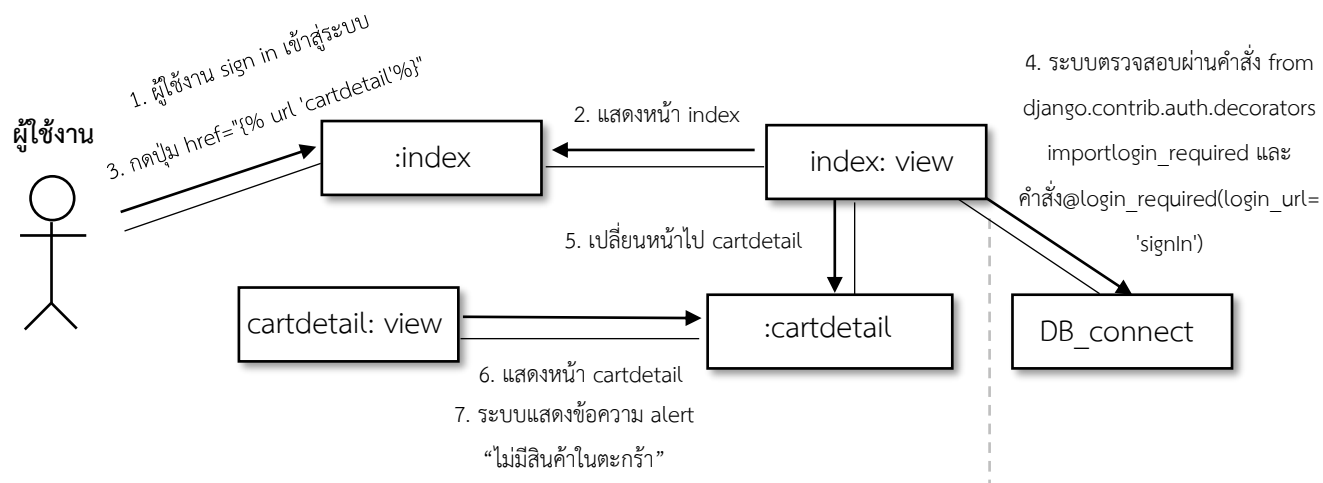 1. ผู้ใช้งาน sign in เข้าสู่ระบบ
3. กดปุ่ม href="{% url 'cartdetail'%}"
ผู้ใช้งาน
:index
2. แสดงหน้า index
index: view
4. ระบบตรวจสอบผ่านคำสั่ง from
django.contrib.auth.decorators
importlogin_required และ
คำสั่ง@login_required(login_url=
'signIn')
5. เปลี่ยนหน้าไป cartdetail
cartdetail: view
:cartdetail
DB_connect
6. แสดงหน้า cartdetail
7. ระบบแสดงข้อความ alert
“ไม่มีสินค้าในตะกร้า”